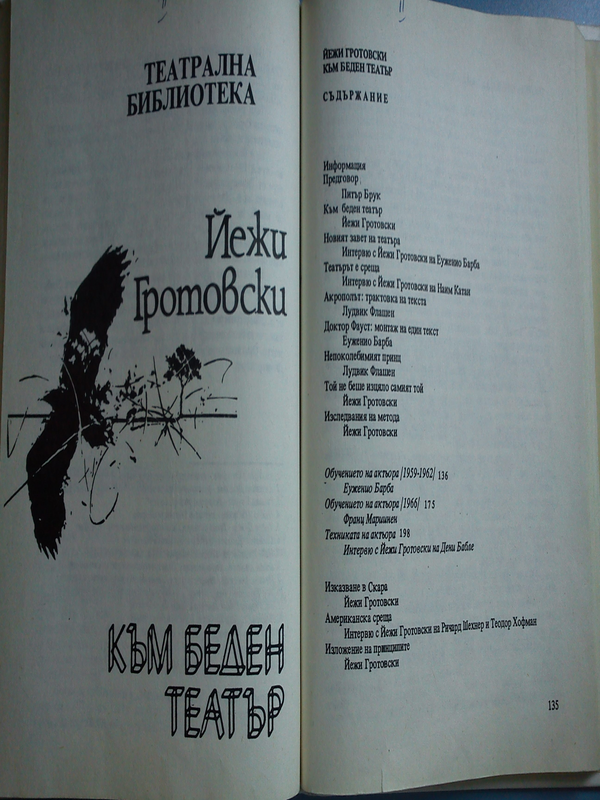 ТЕАТРАЛНА
БИБЛИОТЕКА
Йежи
Гротовски
КЪМ БЕДЕН
ТЕАТЪР
ЙЕЖИ ГРОТОВСКИ
КЪМ БЕДЕН ТЕАТЪР
СЪДЪРЖАНИЕ
Информация
Предговор
Питър Брук
Към беден театър
Йежи Гротовски
Новият завет на театъра
Интервю с Йежи Гротовски на Еуженио Барба
Театърът е среща
Интервю с Йежи Гротовски на Наим Катан
Акрополът: трактовка на текста
Лудвик Флашен
Доктор Фауст: монтаж на един текст
Еуженио Барба
Непоколебимият принц
Лудвик Флашен
Той не беше изцяло самият той
Йежи Гротовски
Изследвания на метода
Йежи Гротовски
Обучението на актьора /1959-1962/ 136
Еуженио Барба
Обучението на актьора /1966/ 175
Франц Мариинен
Техниката на актьора 198
Интервю с Йежи Гротовски на Дени Бабле
Изказване в Скара
Йежи Гротовски
Американска среща
Интервю с Йежи Гротовски на Ричард Шехнер и Теодор Хофман
Изложение на принципите
Йежи Гротовски
135